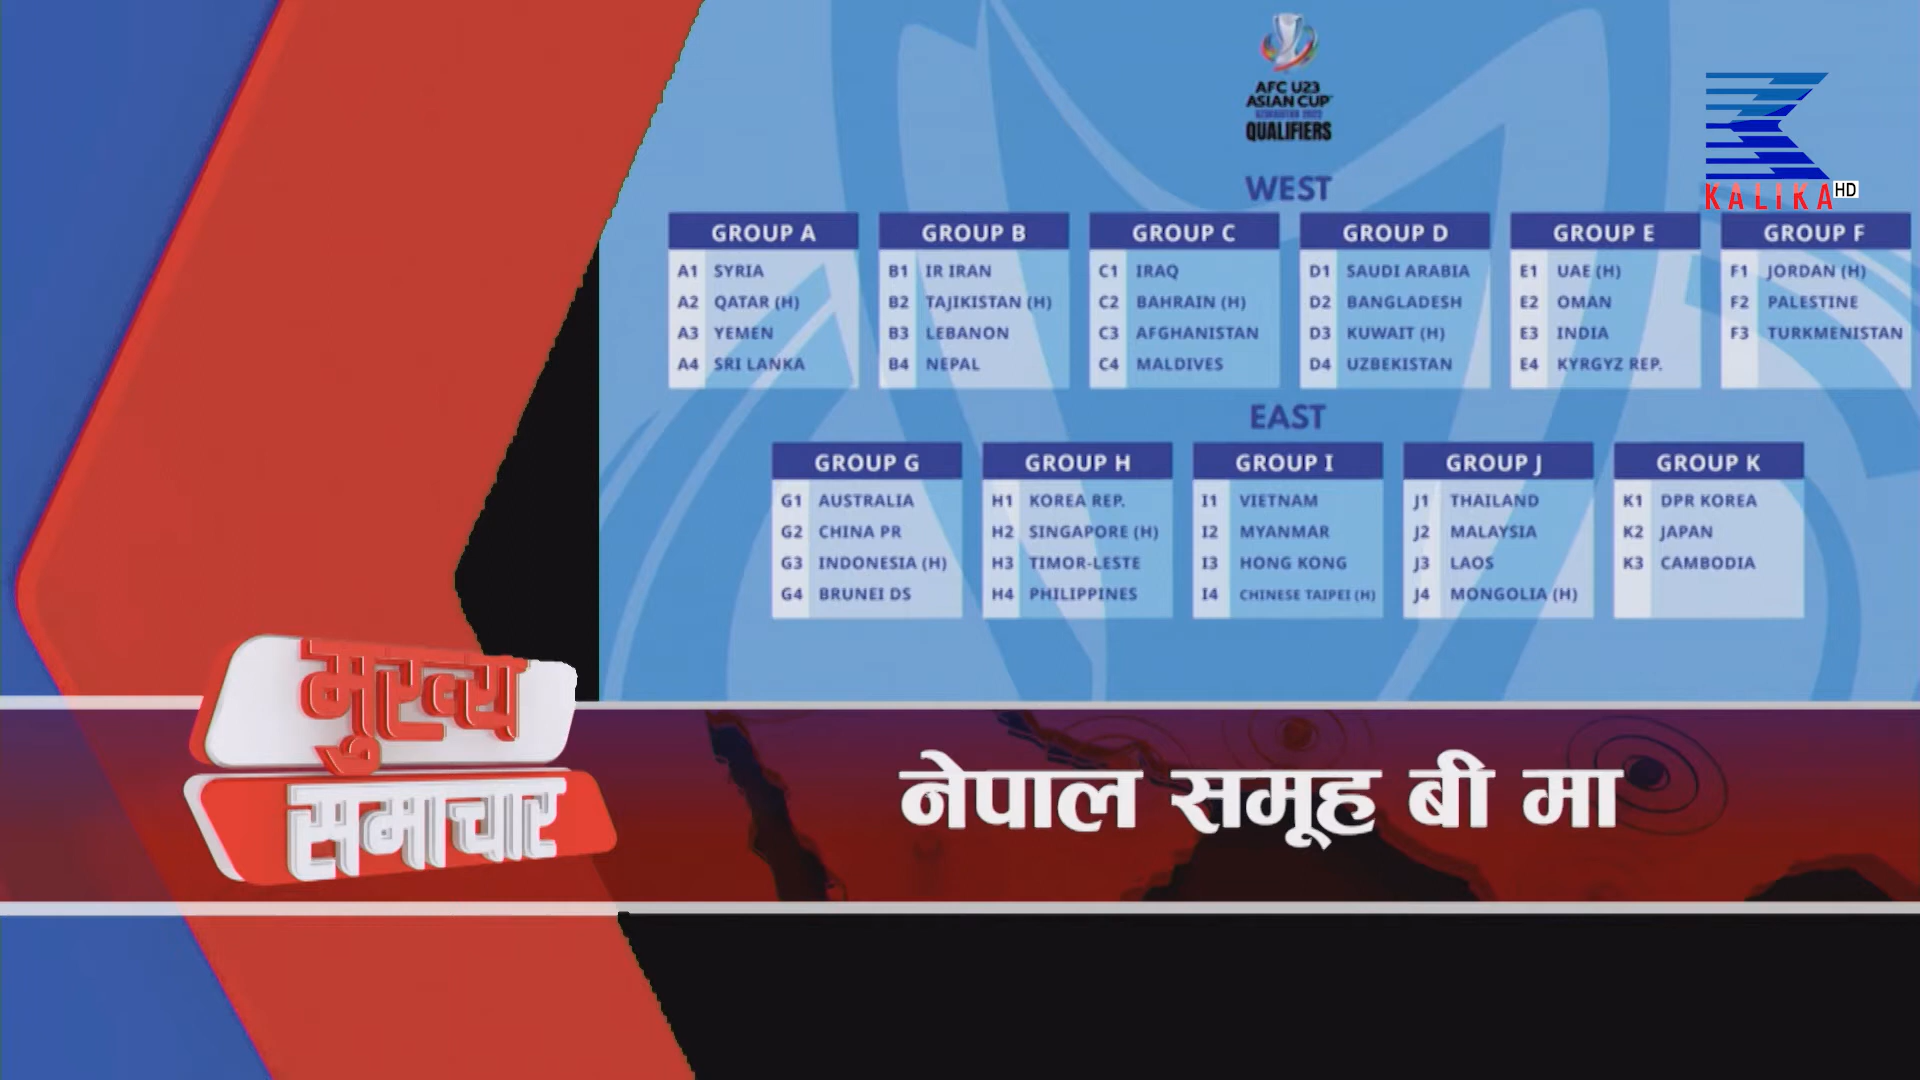 AFC U23
ASIAN CUP
UZBEKISTAN 2022
QUALIFIERS
KALIKA HD
WEST
GROUP A
A1 SYRIA
A2 QATAR (H)
A3 YEMEN
A4 SRI LANKA
GROUP B
B1 IR IRAN
B2 TAJIKISTAN (H)
B3 LEBANON
B4 NEPAL
GROUP C
C1 IRAQ
C2 BAHRAIN (H)
C3 AFGHANISTAN
C4 MALDIVES
GROUP D
D1 SAUDI ARABIA
D2 BANGLADESH
D3 KUWAIT (H)
D4 UZBEKISTAN
GROUP E
E1 UAE (H)
E2 OMAN
E3 INDIA
E4 KYRGYZ REP.
GROUP F
F1 JORDAN (H)
F2 PALESTINE
F3 TURKMENISTAN
EAST
GROUP G
G1 AUSTRALIA
G2 CHINA PR
G3 INDONESIA (H)
G4 BRUNEI DS
GROUP H
H1 KOREA REP.
H2 SINGAPORE (H)
H3 TIMOR-LESTE
H4 PHILIPPINES
GROUP I
I1 VIETNAM
I2 MYANMAR
I3 HONG KONG
I4 CHINESE TAIPEI (H)
GROUP J
J1 THAILAND
J2 MALAYSIA
J3 LAOS
J4 MONGOLIA (H)
GROUP K
K1 DPR KOREA
K2 JAPAN
K3 CAMBODIA
मुख्य
समाचार
नेपाल समूह बी मा